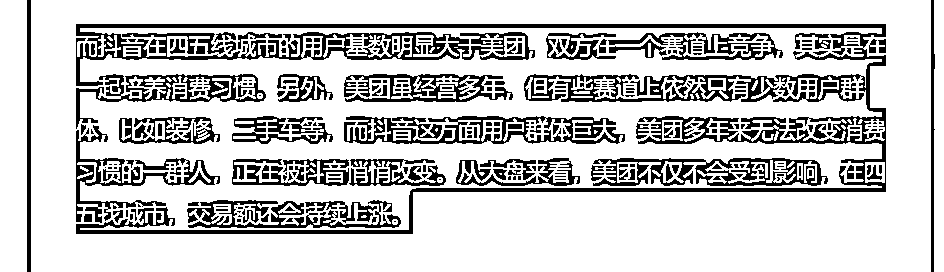 而抖音在四五线城市的用户基数明显大于美团，双方在一个赛道上竞争，其实是在
一起培养消费习惯。另外，美团虽经营多年，但有些赛道上依然只有少数用户群
体，比如装修，二手车等，而抖音这方面用户群体巨大，美团多年来无法改变消费
习惯的一群人，正在被抖音悄悄改变。从大盘来看，美团不仅不会受到影响，在四
五找城市，交易额还会持续上涨。